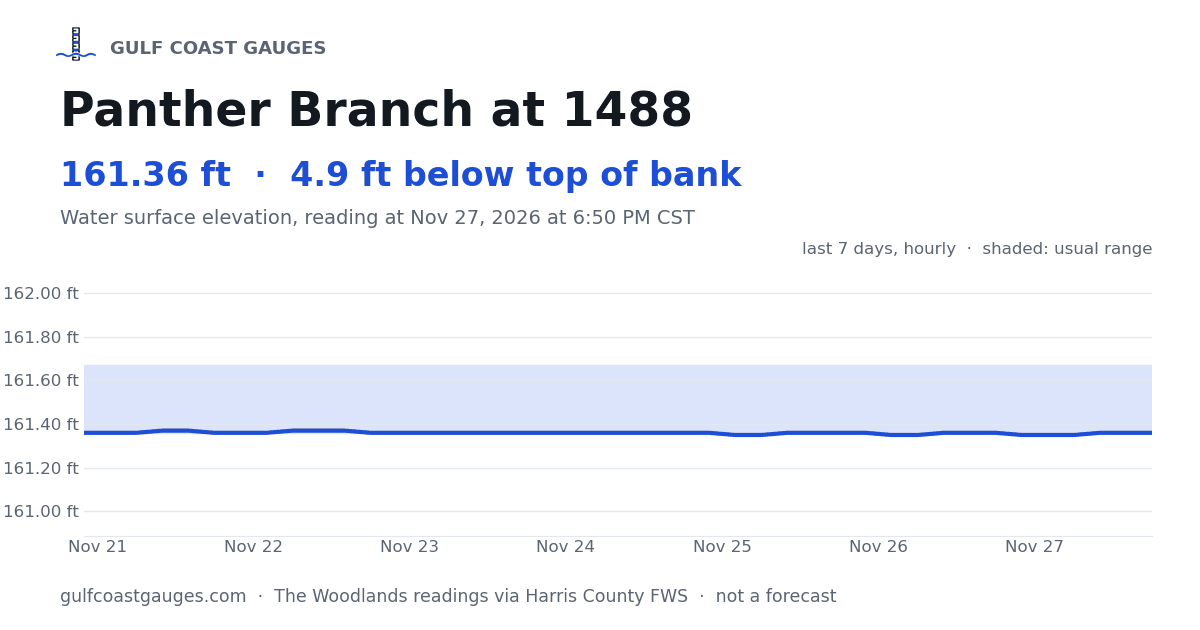 GULF COAST GAUGES
Panther Branch at 1488
161.36 ft · 4.9 ft below top of bank
Water surface elevation, reading at Nov 27, 2026 at 6:50 PM CST
last 7 days, hourly · shaded: usual range
162.00 ft
161.80 ft
161.60 ft
161.40 ft
161.20 ft
161.00 ft
Nov 21 Nov 22 Nov 23 Nov 24 Nov 25 Nov 26 Nov 27
gulfcoastgauges.com · The Woodlands readings via Harris County FWS · not a forecast